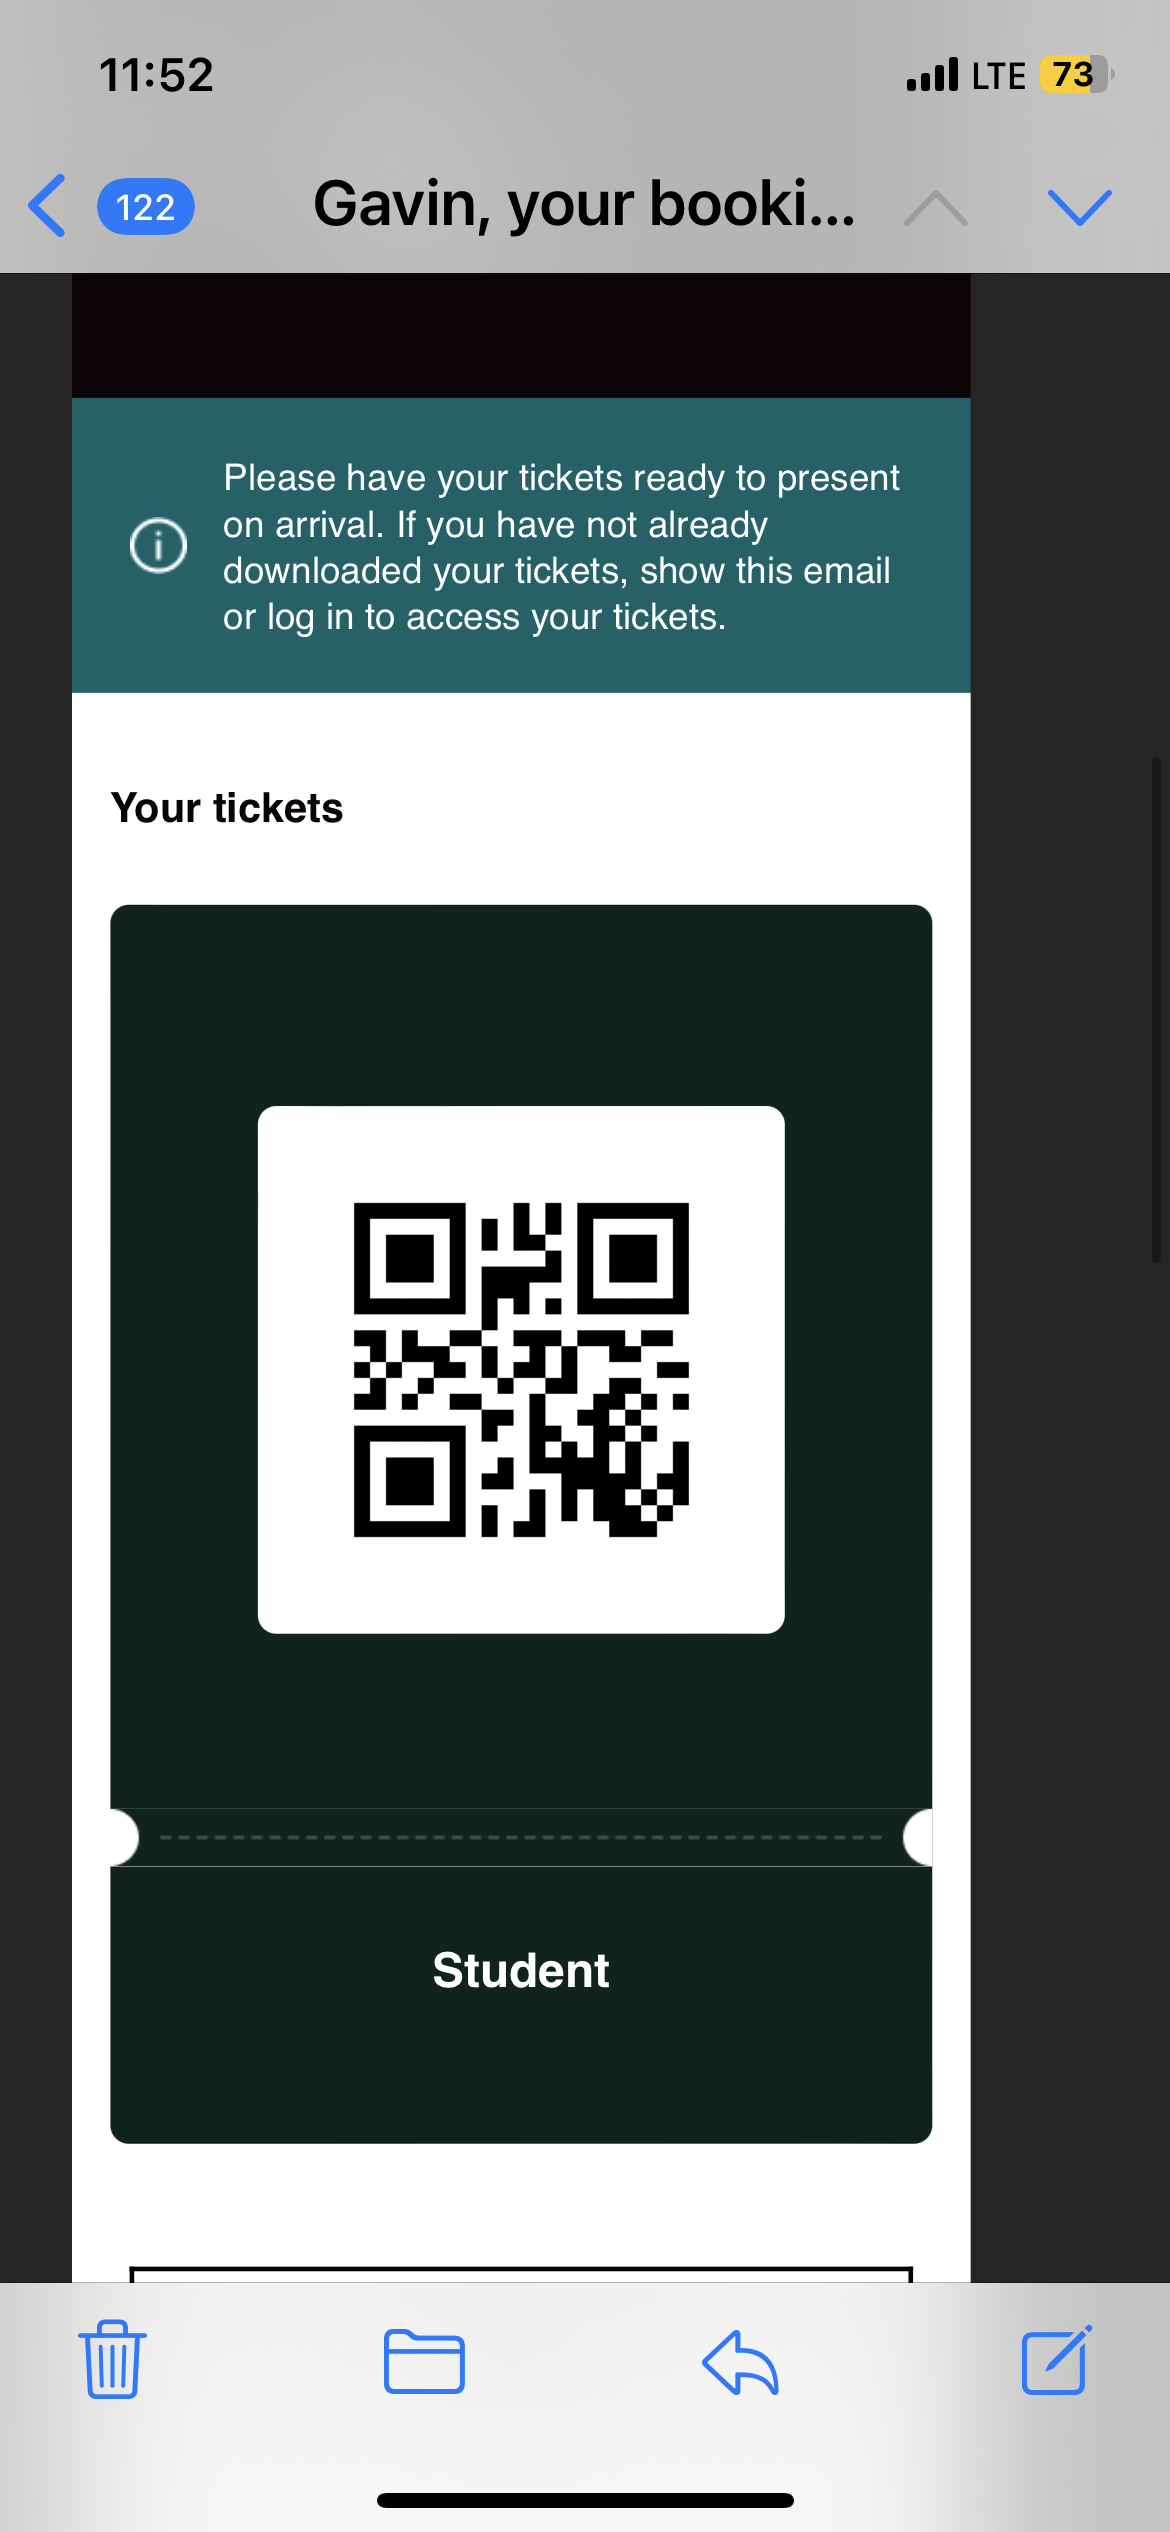 11:52
LTE 73
122
Gavin, your booki...
Please have your tickets ready to present
on arrival. If you have not already
downloaded your tickets, show this email
or log in to access your tickets.
Your tickets
Student